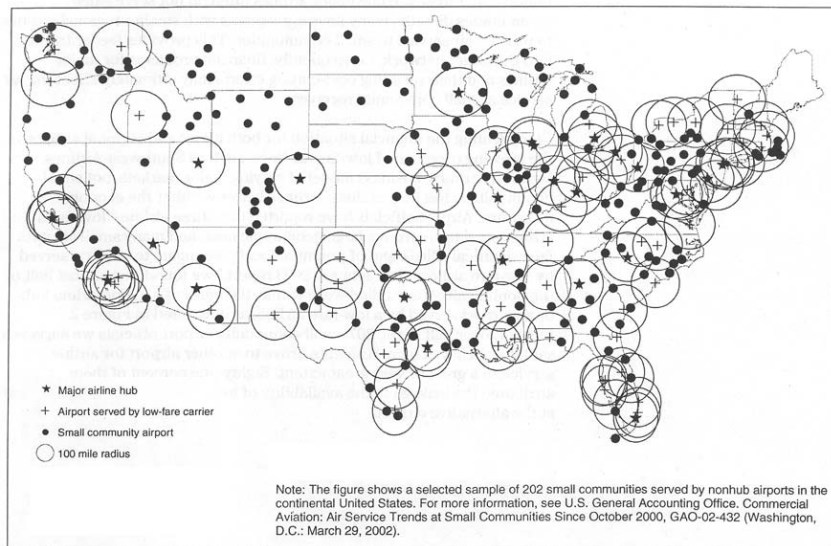 Major airline hub
Airport served by low-fare carrier
Small community airport
100 mile radius
Note: The figure shows a selected sample of 202 small communities served by nonhub airports in the
continental United States. For more information, see U.S. General Accounting Office. Commercial
Aviation: Air Service Trends at Small Communities Since October 2000, GAO-02-432 (Washington,
D.C.: March 29, 2002).